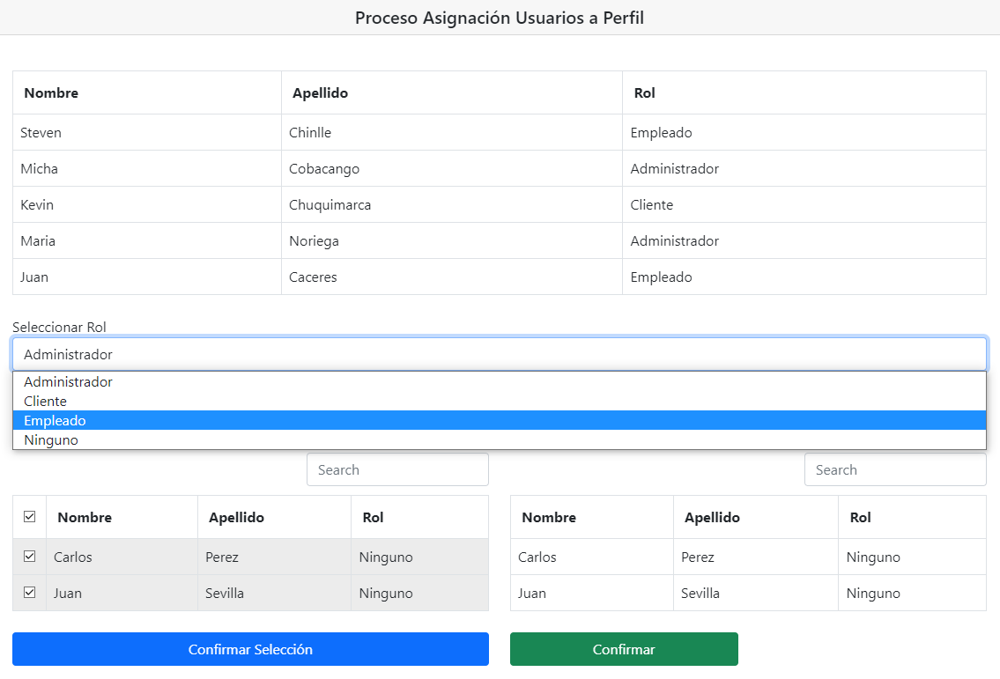 Proceso Asignación Usuarios a Perfil
Nombre Apellido Rol
Steven Chinlle Empleado
Micha Cobacango Administrador
Kevin Chuquimarca Cliente
Maria Noriega Administrador
Juan Caceres Empleado
Seleccionar Rol
Administrador
Administrador
Cliente
Empleado
Ninguno
Search Search
Nombre Apellido Rol Nombre Apellido Rol
Carlos Perez Ninguno Carlos Perez Ninguno
Juan Sevilla Ninguno Juan Sevilla Ninguno
Confirmar Selección Confirmar